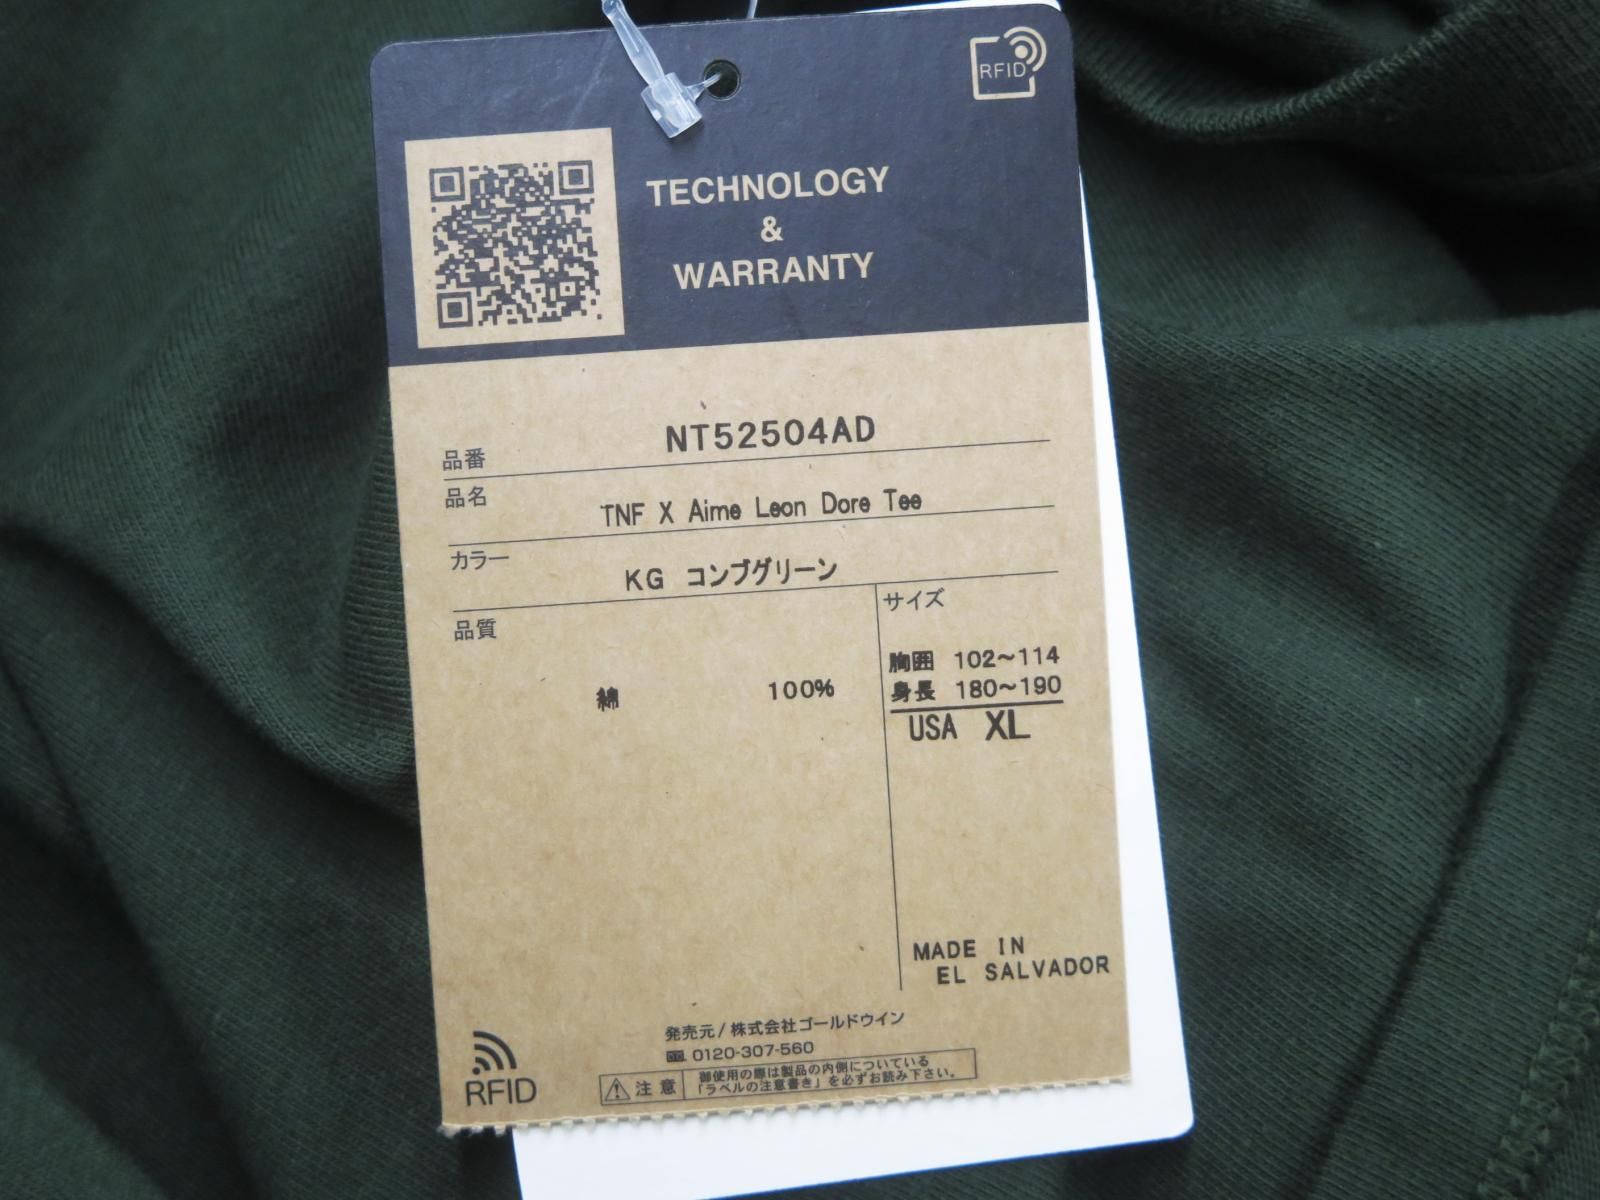 RFID
TECHNOLOGY
&
WARRANTY
品番 NT52504AD
品名 TNF X Aime Leon Dore Tee
カラー KG コンブグリーン
品質
綿 100%
サイズ
胸囲 102~114
身長 180~190
USA XL
MADE IN
EL SALVADOR
発売元/株式会社ゴールドウイン
0120-307-560
注意 御使用の際は製品の内側についている
「ラベルの注意書き」を必ずお読み下さい。
RFID